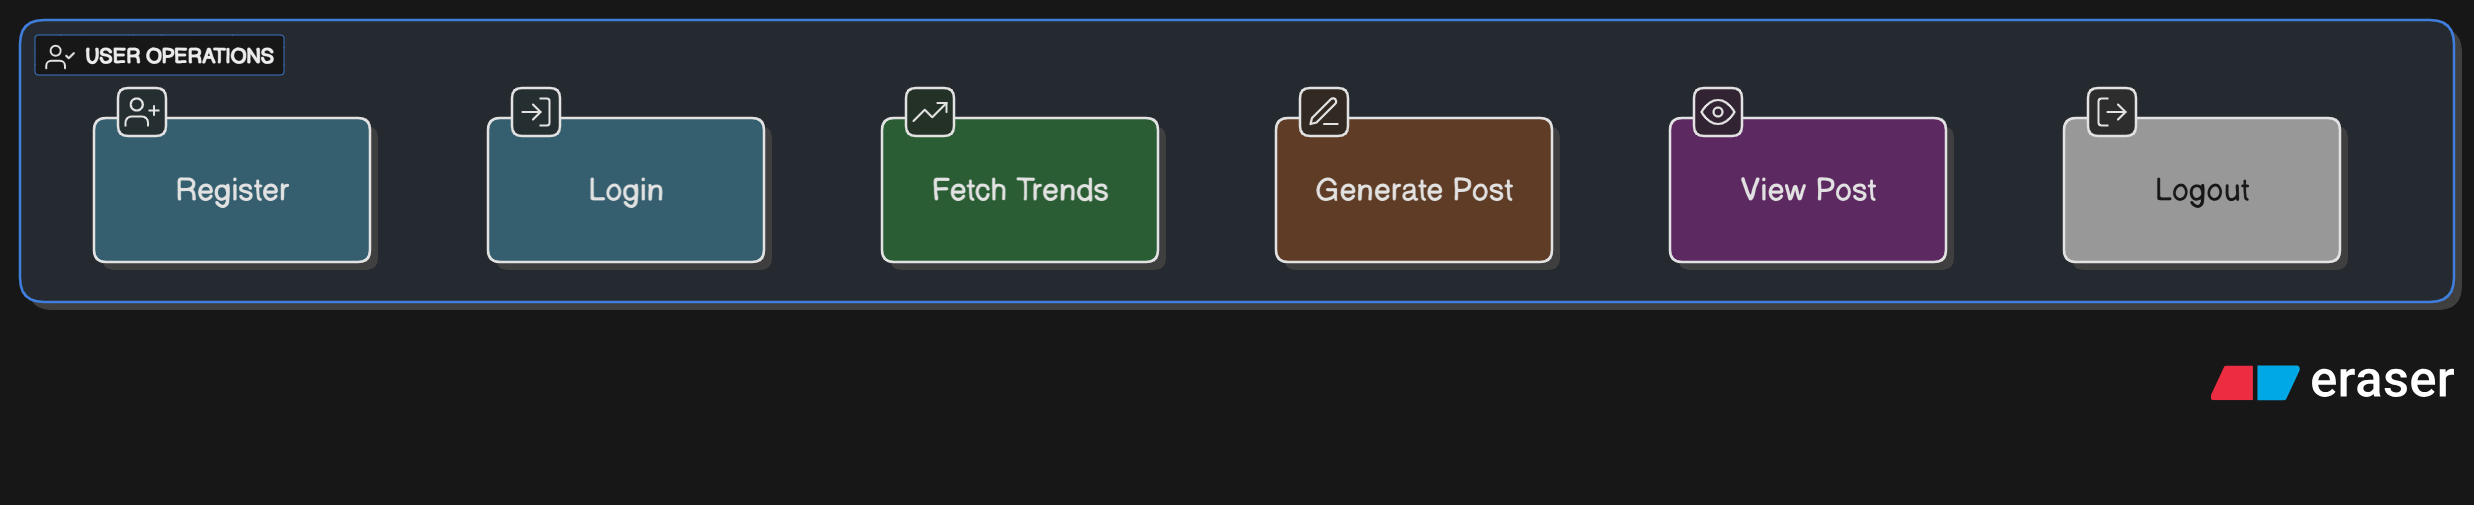 USER OPERATIONS
Register
Login
Fetch Trends
Generate Post
View Post
Logout
eraser